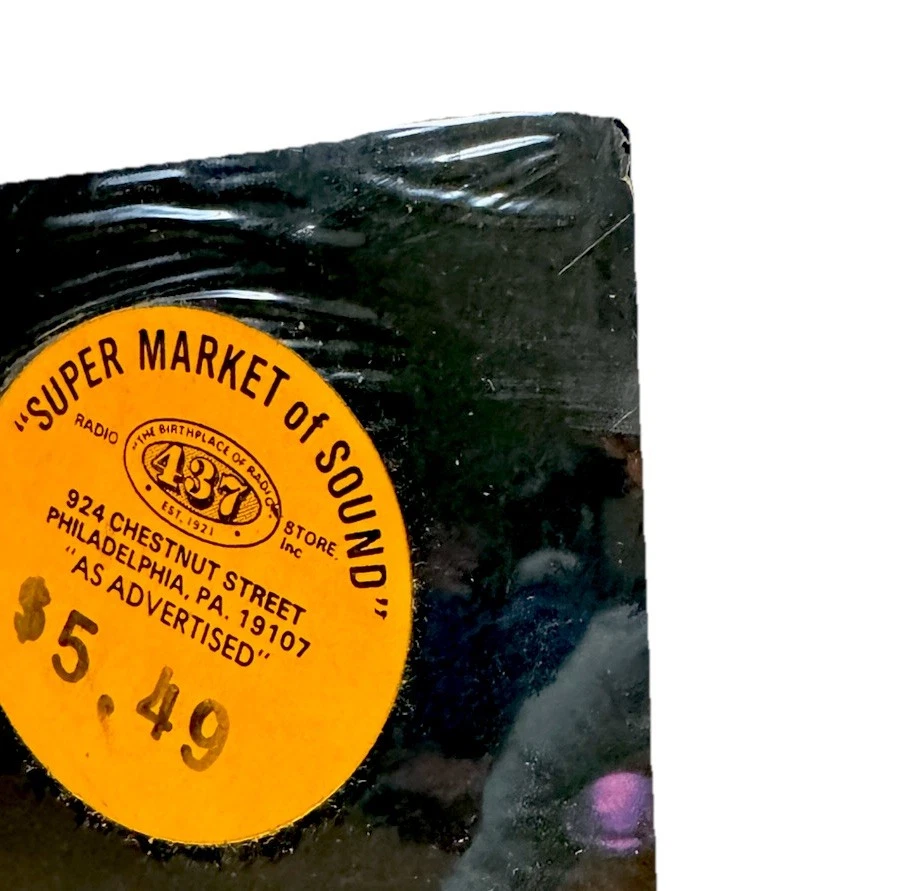 "SUPER MARKET of SOUND"
RADIO "THE BIRTHPLACE OF RADIO" STORE, Inc
437
EST. 1921
924 CHESTNUT STREET
PHILADELPHIA, PA. 19107
"AS ADVERTISED"
$5.49